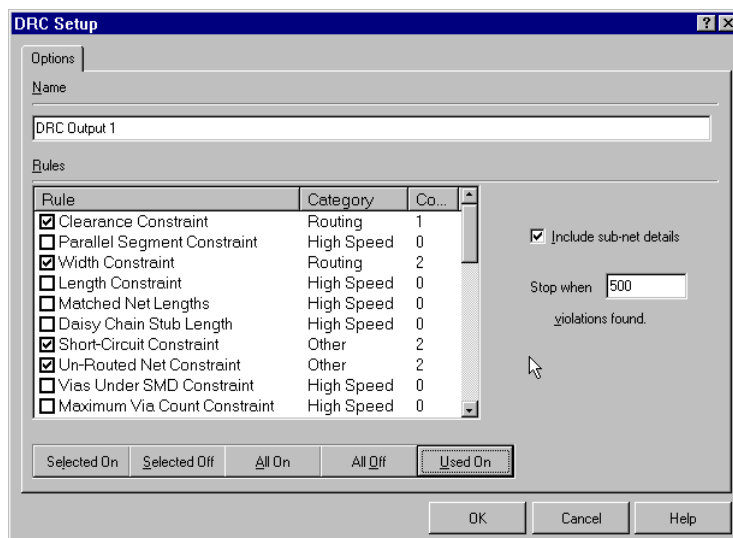 DRC Setup
Options
Name
DRC Output 1
Rules
Rule Category Co...
Clearance Constraint Routing 1
Parallel Segment Constraint High Speed 0
Width Constraint Routing 2
Length Constraint High Speed 0
Matched Net Lengths High Speed 0
Daisy Chain Stub Length High Speed 0
Short-Circuit Constraint Other 2
Un-Routed Net Constraint Other 2
Vias Under SMD Constraint High Speed 0
Maximum Via Count Constraint High Speed 0
Include sub-net details
Stop when 500
violations found.
Selected On Selected Off All On All Off Used On
OK Cancel Help